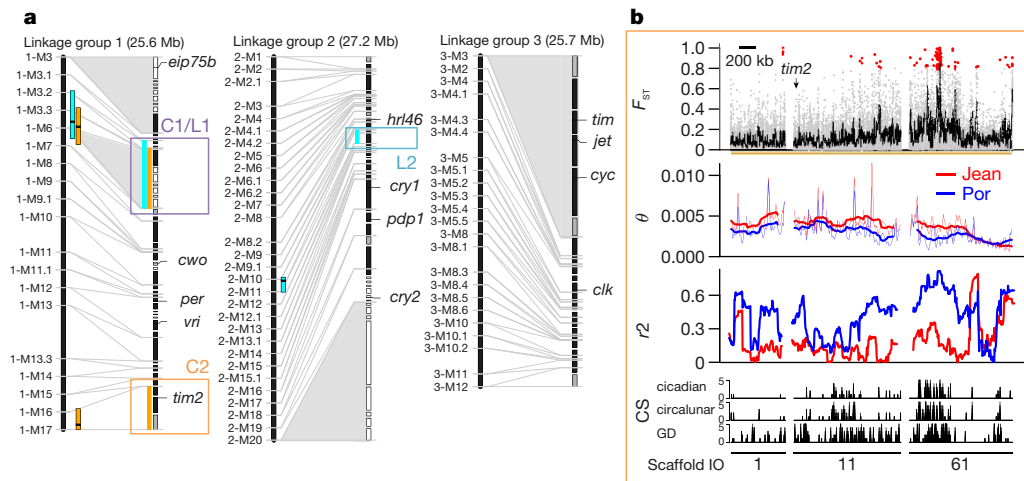 a
Linkage group 1 (25.6 Mb)
1-M3
1-M3.1
1-M3.2
1-M3.3
1-M6
1-M7
1-M8
1-M9
1-M9.1
1-M10
1-M11
1-M11.1
1-M12
1-M13
1-M13.3
1-M14
1-M15
1-M16
1-M17
eip75b
C1/L1
cwo
per
vri
C2
tim2
Linkage group 2 (27.2 Mb)
2-M1
2-M2
2-M2.1
2-M3
2-M4
2-M4.1
2-M4.2
2-M5
2-M6
2-M6.1
2-M6.2
2-M7
2-M8
2-M8.2
2-M9
2-M9.1
2-M10
2-M11
2-M12
2-M12.1
2-M13
2-M13.1
2-M14
2-M15
2-M15.1
2-M16
2-M17
2-M18
2-M19
2-M20
hrl46
L2
cry1
pdp1
cry2
Linkage group 3 (25.7 Mb)
3-M3
3-M2
3-M4
3-M4.1
3-M4.3
3-M4.4
3-M5
3-M5.1
3-M5.2
3-M5.3
3-M5.4
3-M5.5
3-M8
3-M8.1
3-M8.3
3-M8.4
3-M8.5
3-M8.6
3-M10
3-M10.1
3-M10.2
3-M11
3-M12
tim
jet
cyc
clk
b
FST
1.0
0.8
0.6
0.4
0.2
0
200 kb
tim2
θ
0.010
0.005
0.000
Jean
Por
r2
0.6
0.3
0
CS
cicadian
5
0
circalunar
5
0
GD
5
0
Scaffold IO
1 11 61